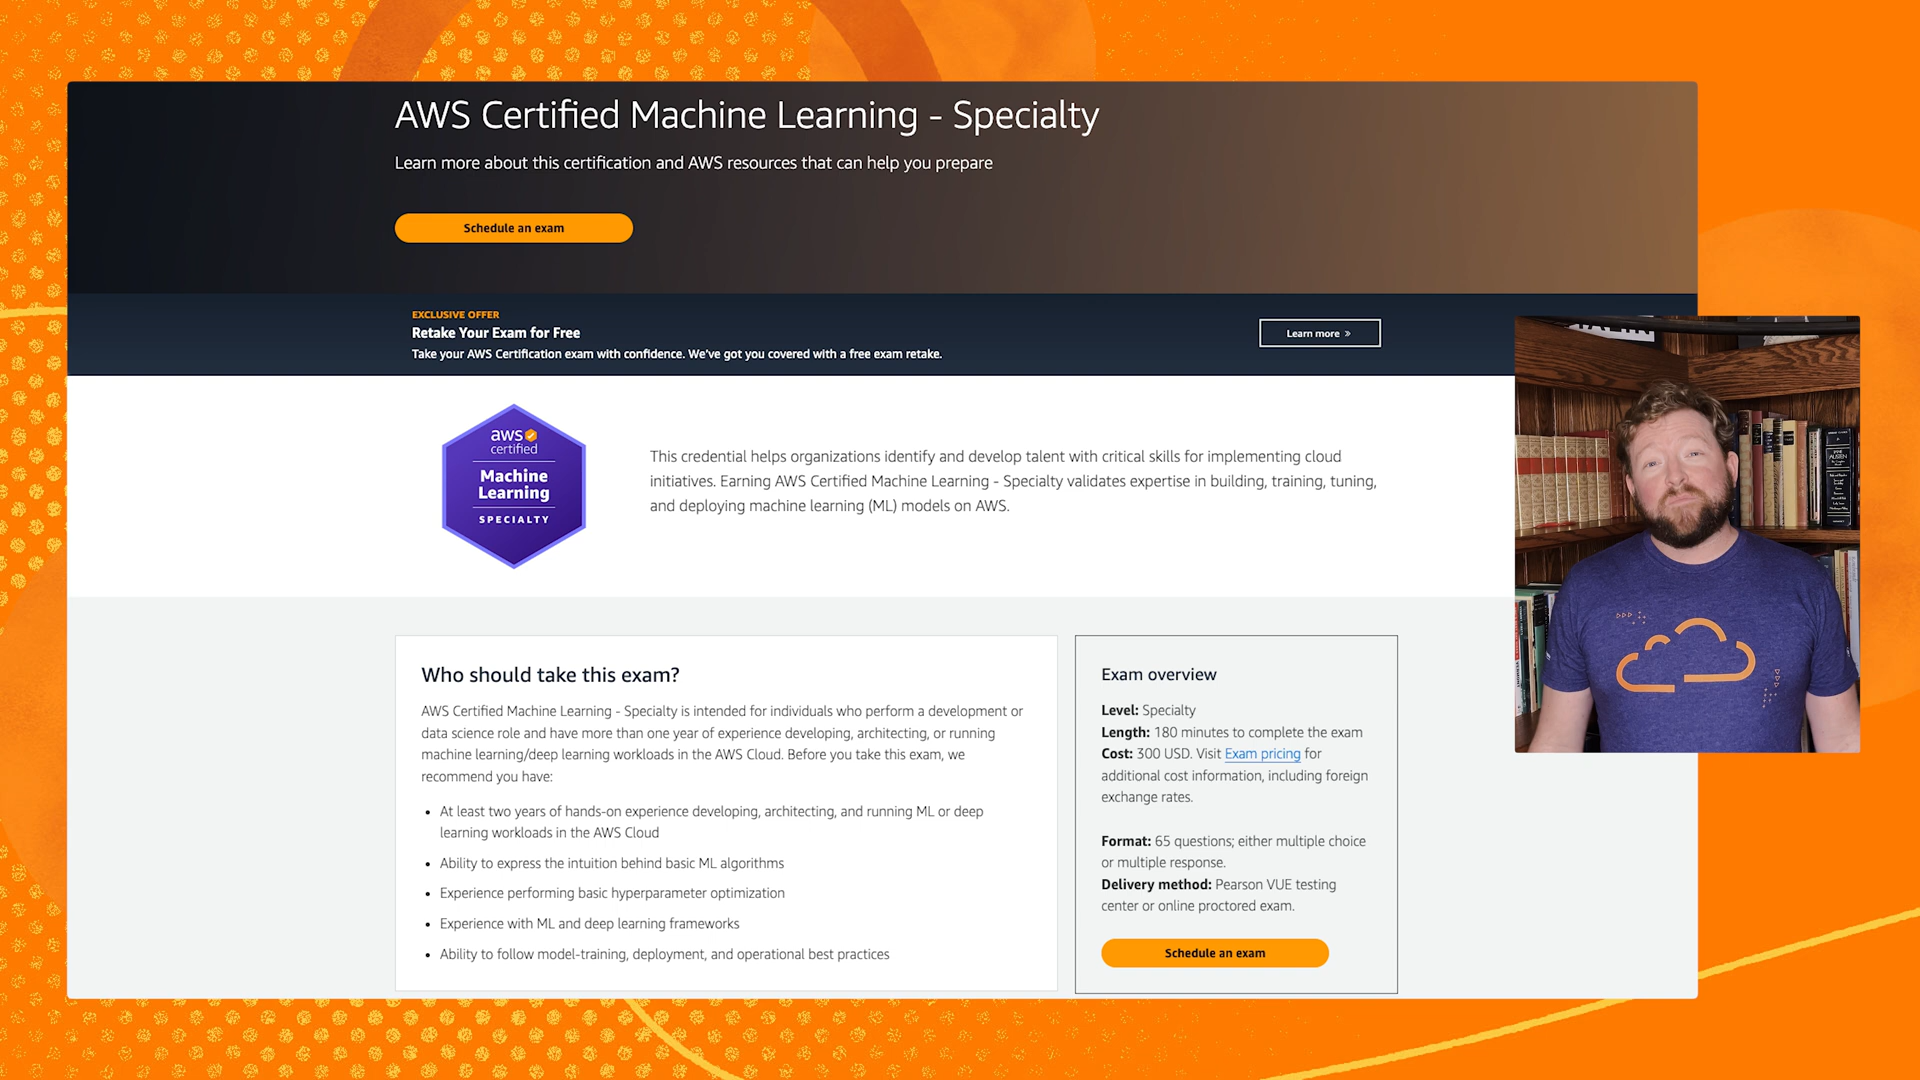 AWS Certified Machine Learning - Specialty
Learn more about this certification and AWS resources that can help you prepare
Schedule an exam
EXCLUSIVE OFFER
Retake Your Exam for Free
Take your AWS Certification exam with confidence. We've got you covered with a free exam retake.
Learn more »
aws
certified
Machine
Learning
SPECIALTY
This credential helps organizations identify and develop talent with critical skills for implementing cloud
initiatives. Earning AWS Certified Machine Learning - Specialty validates expertise in building, training, tuning,
and deploying machine learning (ML) models on AWS.
Who should take this exam?
AWS Certified Machine Learning - Specialty is intended for individuals who perform a development or
data science role and have more than one year of experience developing, architecting, or running
machine learning/deep learning workloads in the AWS Cloud. Before you take this exam, we
recommend you have:
• At least two years of hands-on experience developing, architecting, and running ML or deep
learning workloads in the AWS Cloud
• Ability to express the intuition behind basic ML algorithms
• Experience performing basic hyperparameter optimization
• Experience with ML and deep learning frameworks
• Ability to follow model-training, deployment, and operational best practices
Exam overview
Level: Specialty
Length: 180 minutes to complete the exam
Cost: 300 USD. Visit Exam pricing for
additional cost information, including foreign
exchange rates.
Format: 65 questions; either multiple choice
or multiple response.
Delivery method: Pearson VUE testing
center or online proctored exam.
Schedule an exam
JANE
AUSTEN